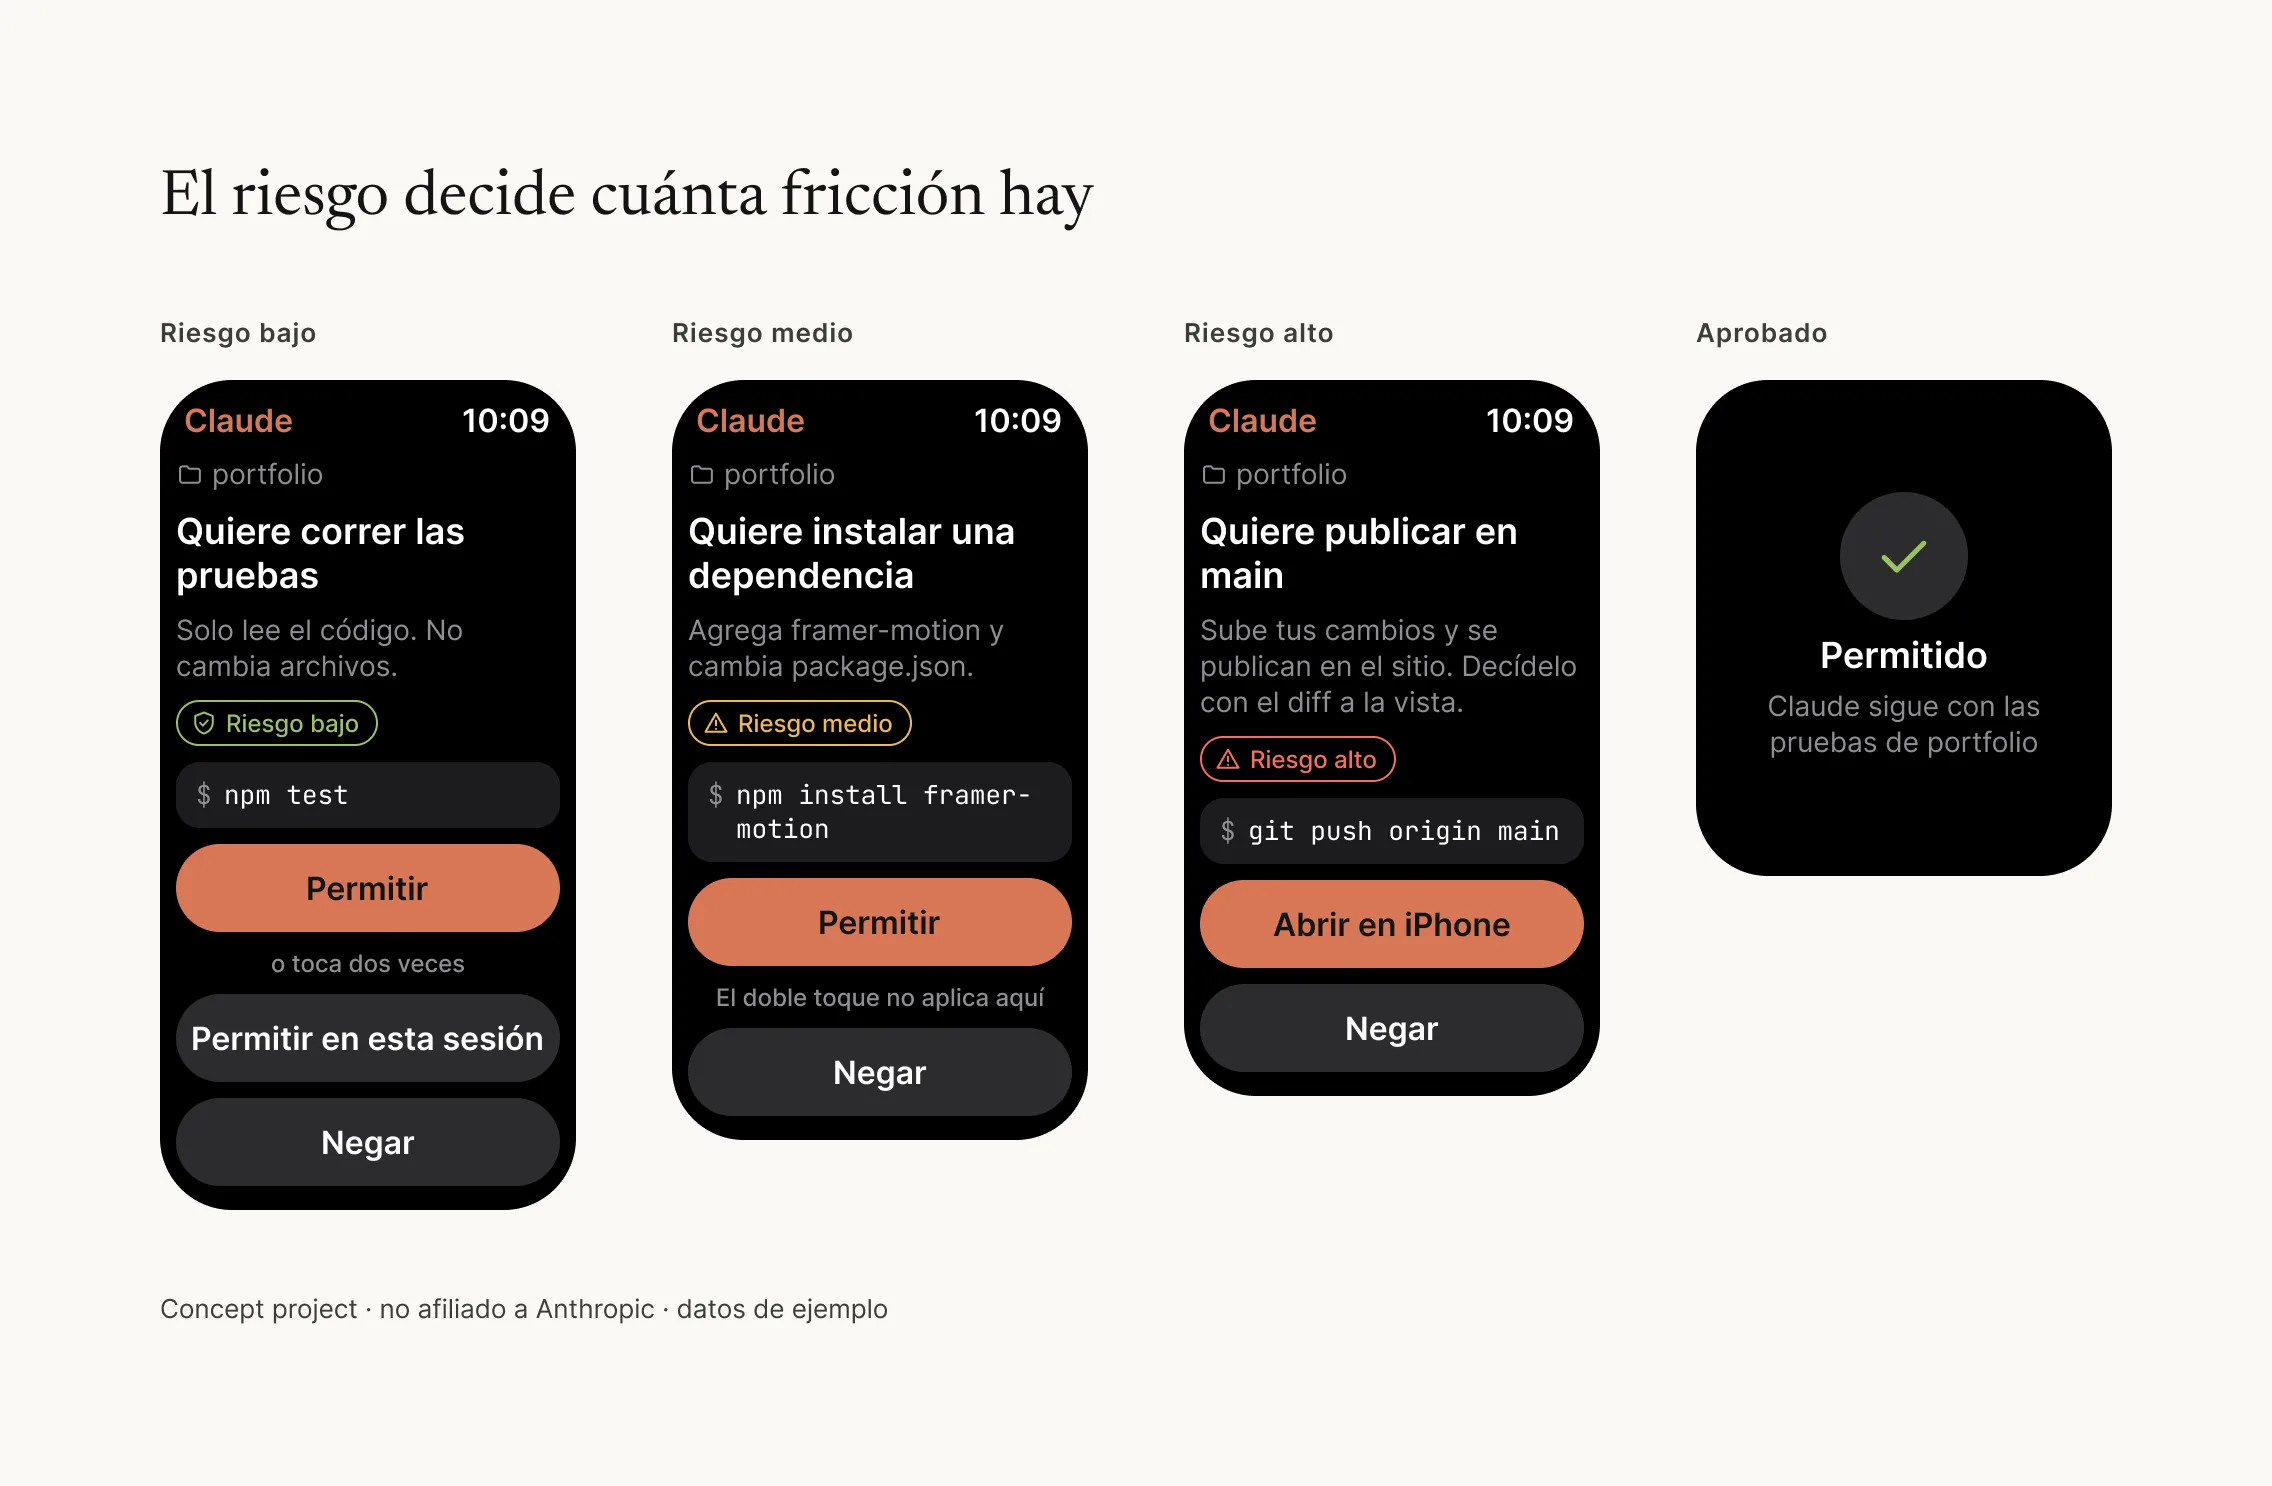 El riesgo decide cuánta fricción hay
Riesgo bajo
Claude 10:09
portfolio
Quiere correr las
pruebas
Solo lee el código. No
cambia archivos.
Riesgo bajo
$ npm test
Permitir
o toca dos veces
Permitir en esta sesión
Negar
Riesgo medio
Claude 10:09
portfolio
Quiere instalar una
dependencia
Agrega framer-motion y
cambia package.json.
Riesgo medio
$ npm install framer-
motion
Permitir
El doble toque no aplica aquí
Negar
Riesgo alto
Claude 10:09
portfolio
Quiere publicar en
main
Sube tus cambios y se
publican en el sitio. Decídelo
con el diff a la vista.
Riesgo alto
$ git push origin main
Abrir en iPhone
Negar
Aprobado
Permitido
Claude sigue con las
pruebas de portfolio
Concept project · no afiliado a Anthropic · datos de ejemplo